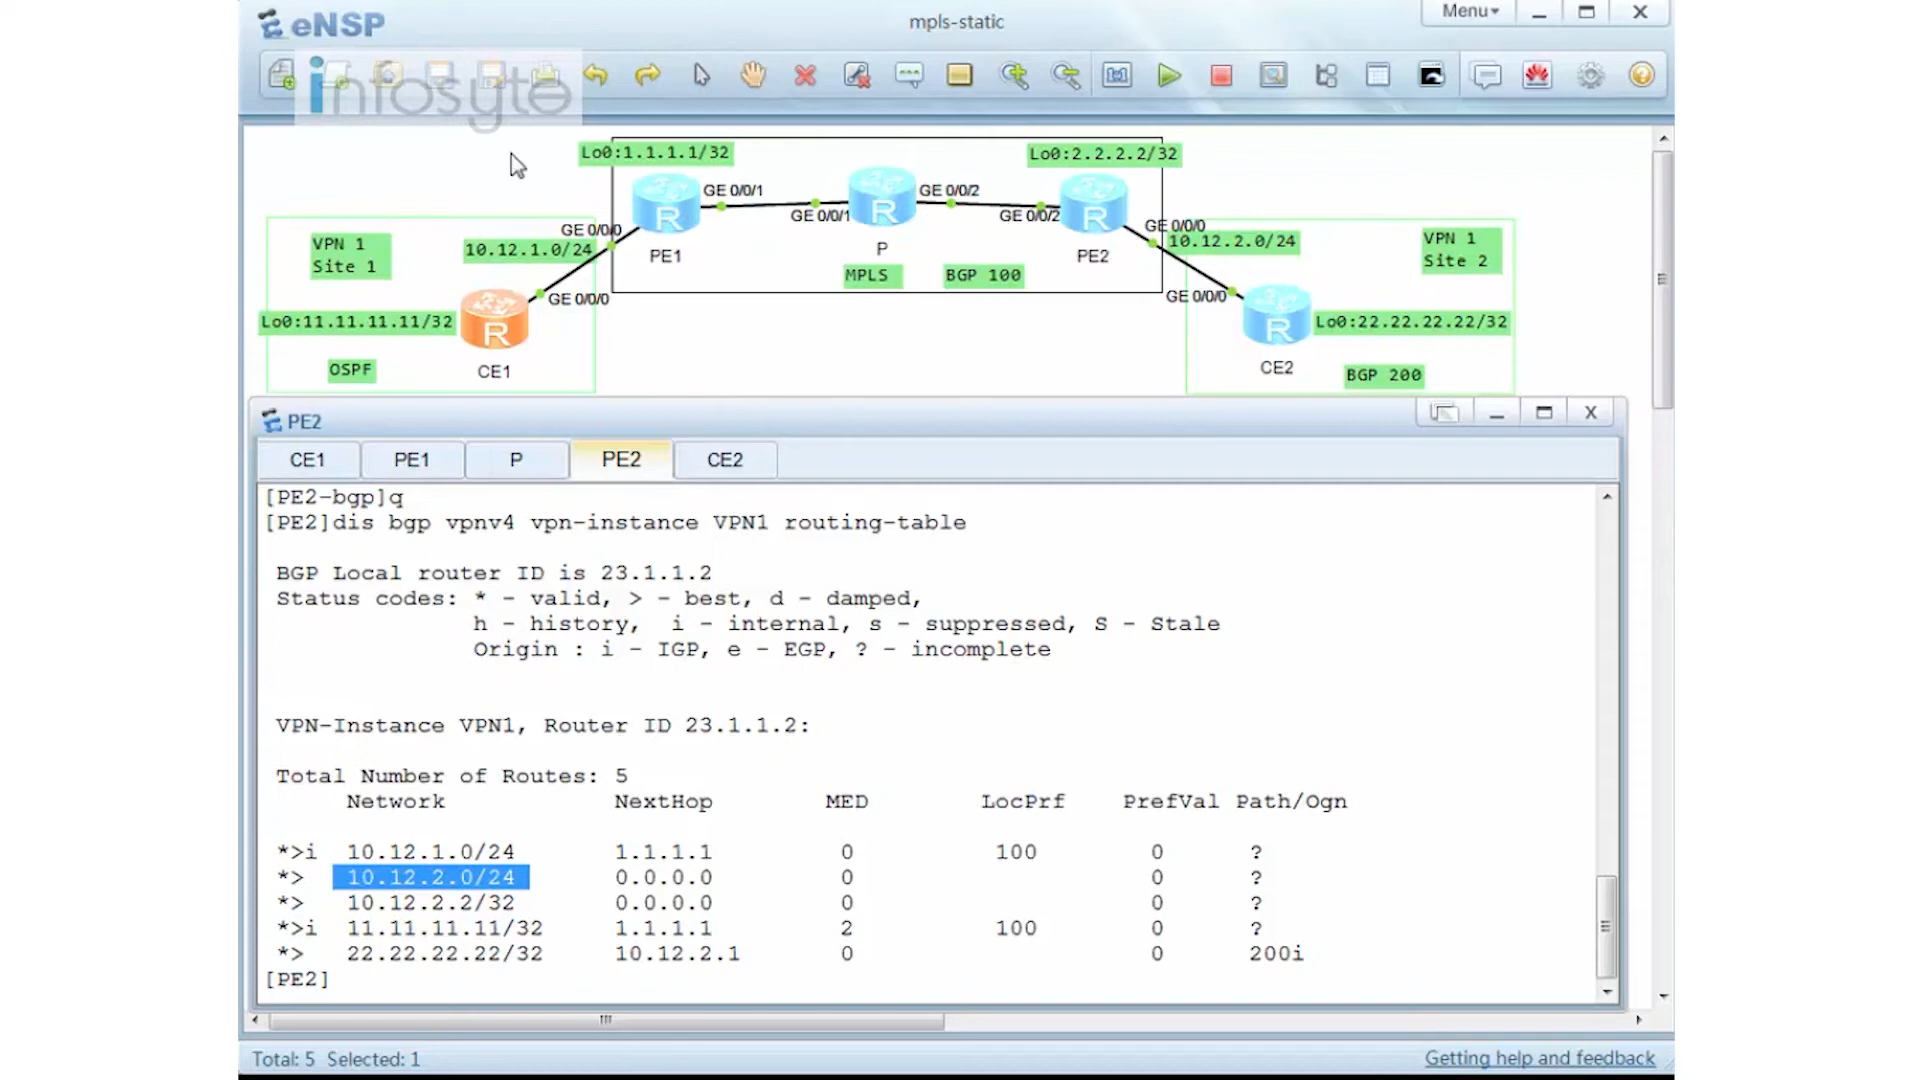 eNSP
mpls-static
Menu
infosyte
Lo0:1.1.1.1/32
Lo0:2.2.2.2/32
GE 0/0/1
GE 0/0/2
GE 0/0/1
GE 0/0/2
GE 0/0/0
GE 0/0/0
PE1
P
PE2
VPN 1
Site 1
10.12.1.0/24
10.12.2.0/24
VPN 1
Site 2
MPLS
BGP 100
GE 0/0/0
GE 0/0/0
Lo0:11.11.11.11/32
Lo0:22.22.22.22/32
OSPF
CE1
CE2
BGP 200
PE2
CE1 PE1 P PE2 CE2
[PE2-bgp]q
[PE2]dis bgp vpnv4 vpn-instance VPN1 routing-table
BGP Local router ID is 23.1.1.2
Status codes: * - valid, > - best, d - damped,
h - history, i - internal, s - suppressed, S - Stale
Origin : i - IGP, e - EGP, ? - incomplete
VPN-Instance VPN1, Router ID 23.1.1.2:
Total Number of Routes: 5
Network NextHop MED LocPrf PrefVal Path/Ogn
*>i 10.12.1.0/24 1.1.1.1 0 100 0 ?
*> 10.12.2.0/24 0.0.0.0 0 0 ?
*> 10.12.2.2/32 0.0.0.0 0 0 ?
*>i 11.11.11.11/32 1.1.1.1 2 100 0 ?
*> 22.22.22.22/32 10.12.2.1 0 0 200i
[PE2]
Total: 5 Selected: 1
Getting help and feedback